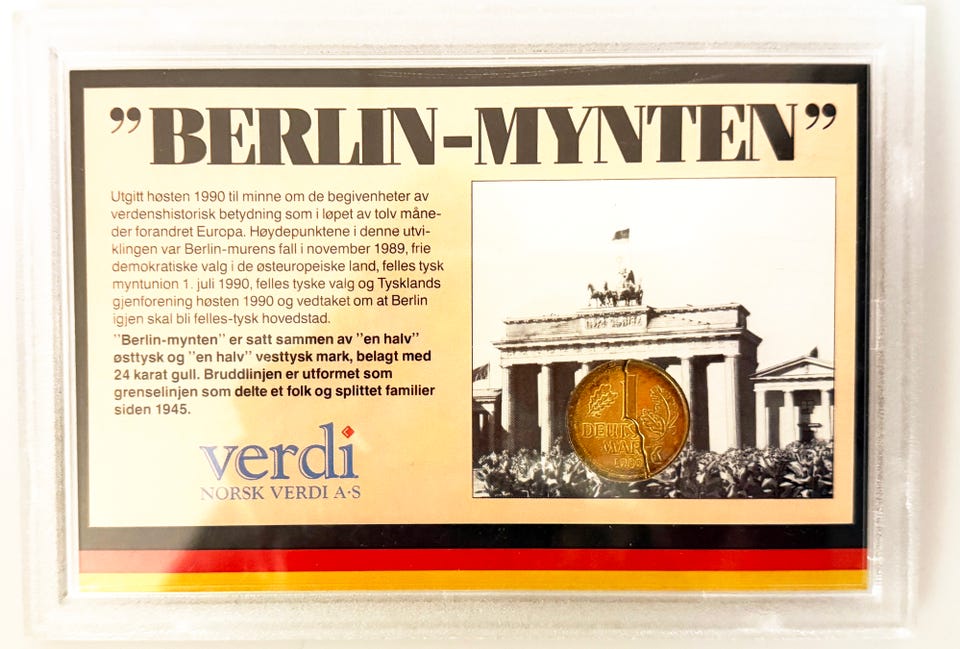 ”BERLIN-MYNTEN”
Utgitt høsten 1990 til minne om de begivenheter av
verdenshistorisk betydning som i løpet av tolv måne-
der forandret Europa. Høydepunktene i denne utvi-
klingen var Berlin-murens fall i november 1989, frie
demokratiske valg i de østeuropeiske land, felles tysk
myntunion 1. juli 1990, felles tyske valg og Tysklands
gjenforening høsten 1990 og vedtaket om at Berlin
igjen skal bli felles-tysk hovedstad.
”Berlin-mynten” er satt sammen av ”en halv”
østtysk og ”en halv” vesttysk mark, belagt med
24 karat gull. Bruddlinjen er utformet som
grenselinjen som delte et folk og splittet familier
siden 1945.
verdi
NORSK VERDI A·S
1
DEUTS
MAR